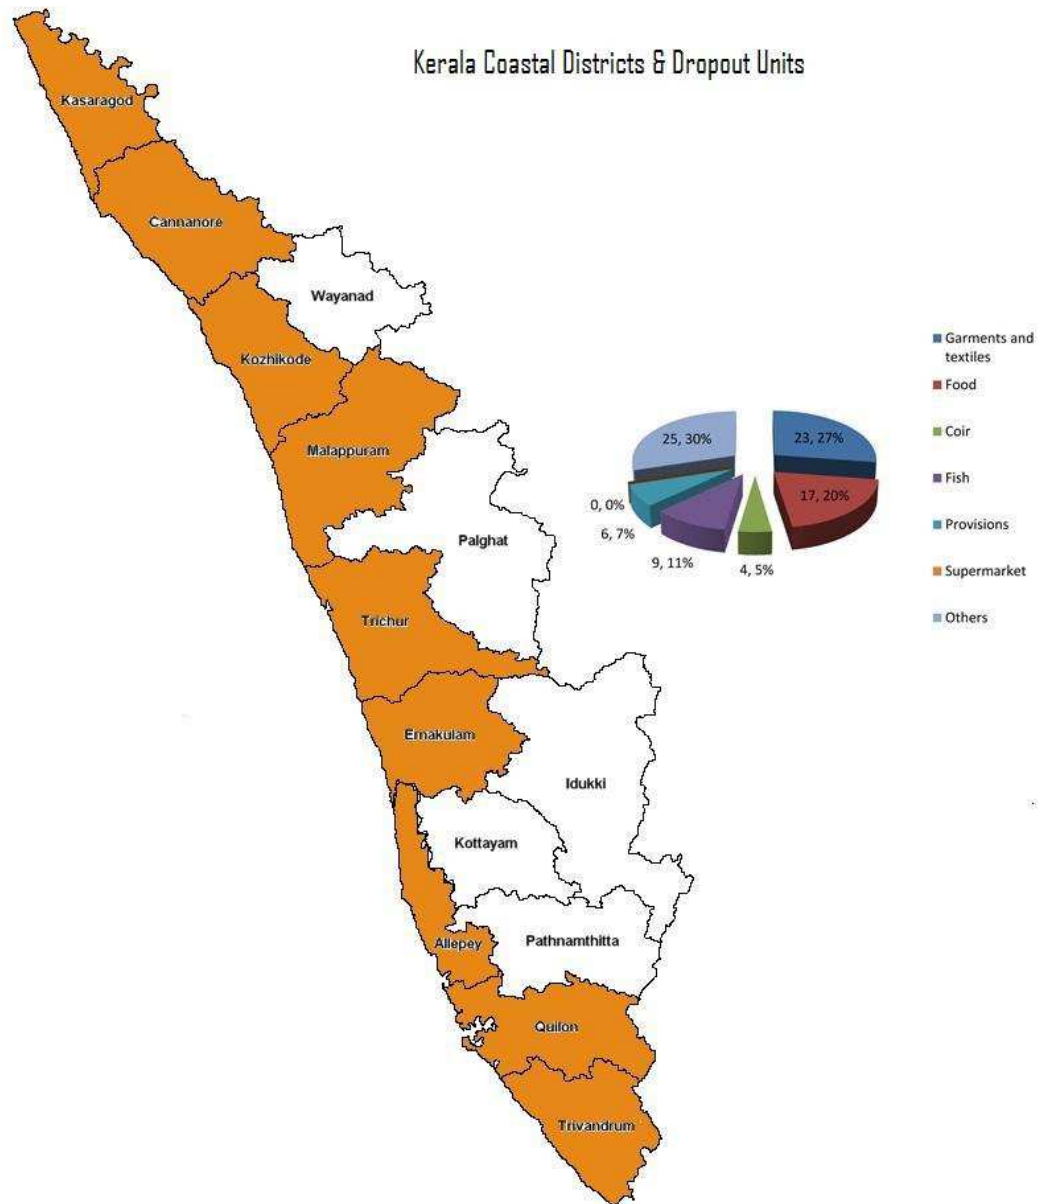 Kerala Coastal Districts & Dropout Units
Kasaragod
Cannanore
Wayanad
Kozhikode
Malappuram
Palghat
Trichur
Ernakulam
Idukki
Kottayam
Allepey
Pathnamthitta
Quilon
Trivandrum
25, 30%
23, 27%
17, 20%
0, 0%
6, 7%
9, 11%
4, 5%
Garments and
textiles
Food
Coir
Fish
Provisions
Supermarket
Others